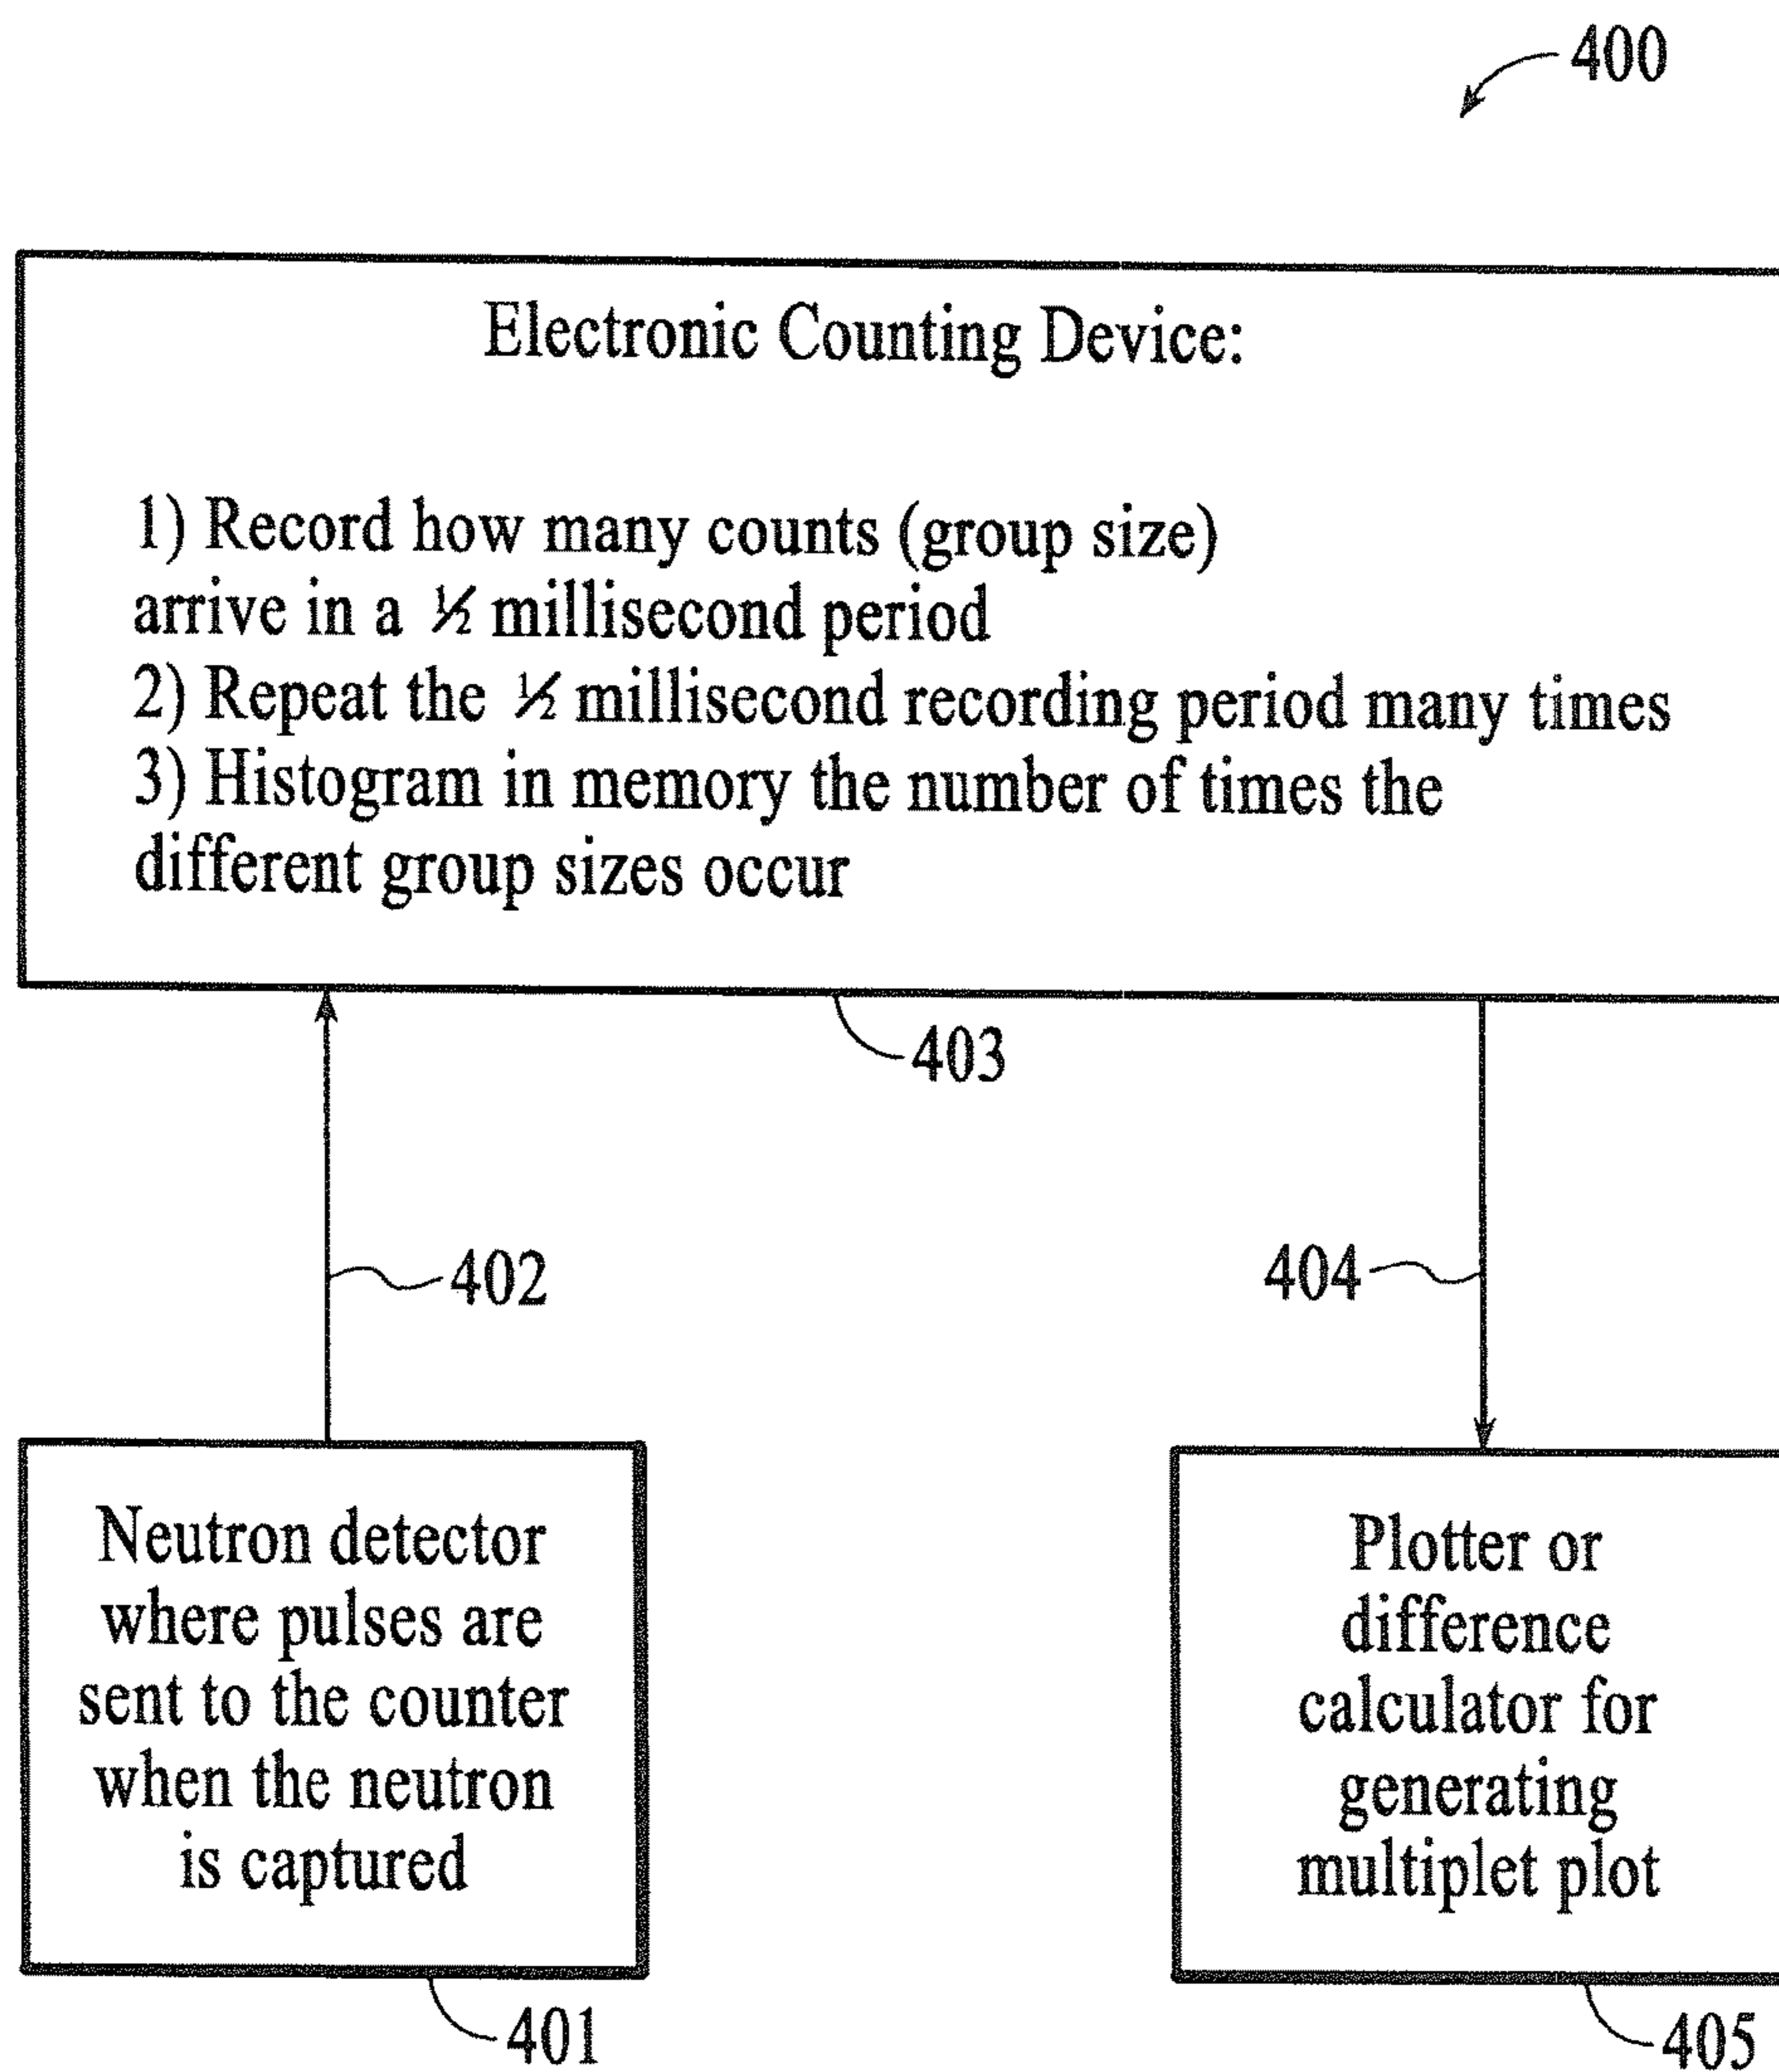 400
Electronic Counting Device:
1) Record how many counts (group size)
arrive in a ½ millisecond period
2) Repeat the ½ millisecond recording period many times
3) Histogram in memory the number of times the
different group sizes occur
403
402
404
Neutron detector
where pulses are
sent to the counter
when the neutron
is captured
401
Plotter or
difference
calculator for
generating
multiplet plot
405